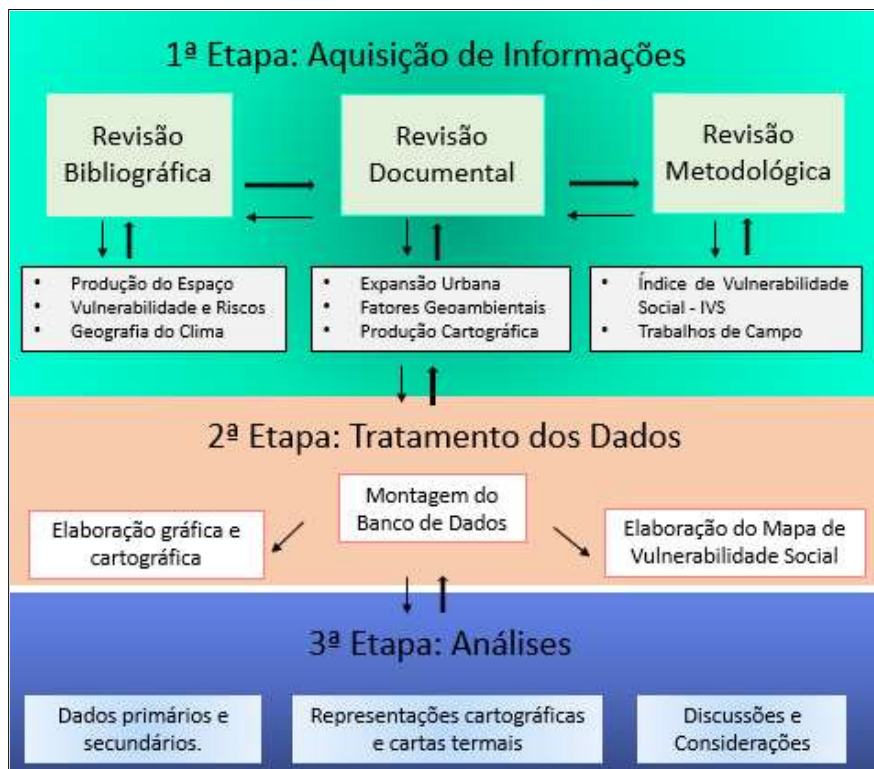 1ª Etapa: Aquisição de Informações
Revisão
Bibliográfica
Revisão
Documental
Revisão
Metodológica
• Produção do Espaço
• Vulnerabilidade e Riscos
• Geografia do Clima
• Expansão Urbana
• Fatores Geoambientais
• Produção Cartográfica
• Índice de Vulnerabilidade
Social - IVS
• Trabalhos de Campo
2ª Etapa: Tratamento dos Dados
Montagem do
Banco de Dados
Elaboração gráfica e
cartográfica
Elaboração do Mapa de
Vulnerabilidade Social
3ª Etapa: Análises
Dados primários e
secundários.
Representações cartográficas
e cartas termais
Discussões e
Considerações